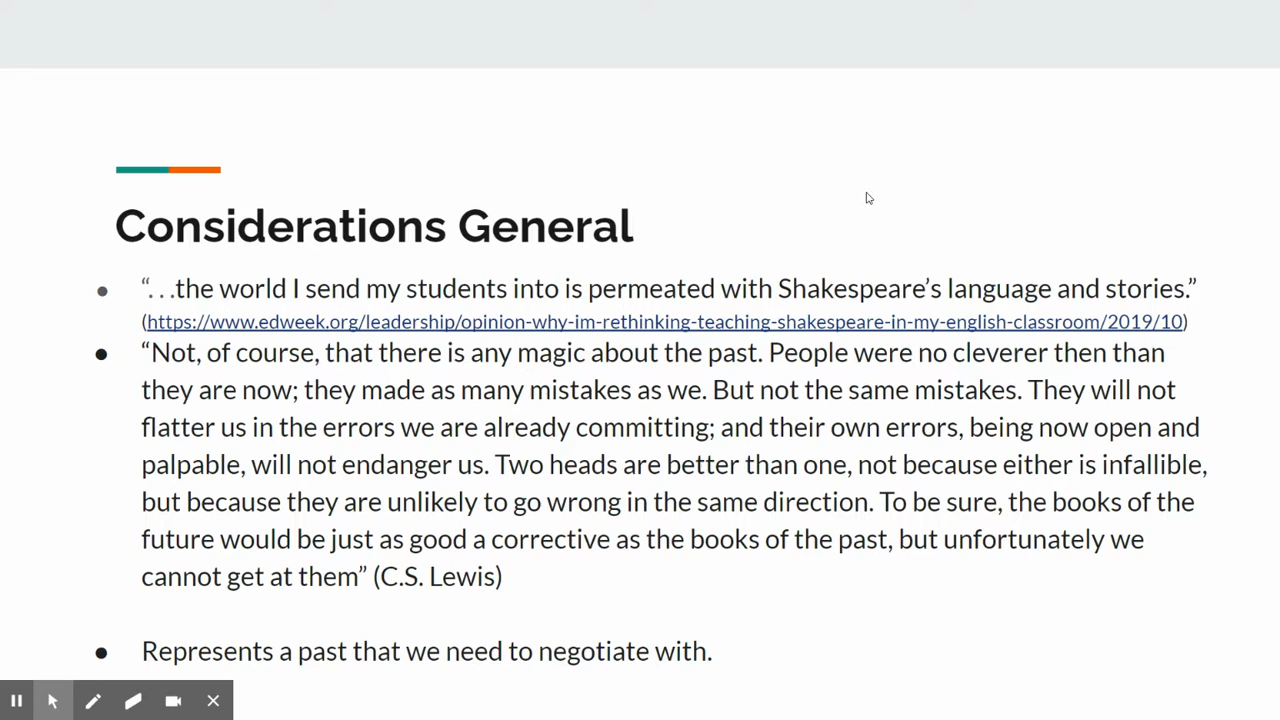 Considerations General
● “. . .the world I send my students into is permeated with Shakespeare’s language and stories.”
(https://www.edweek.org/leadership/opinion-why-im-rethinking-teaching-shakespeare-in-my-english-classroom/2019/10)
● “Not, of course, that there is any magic about the past. People were no cleverer then than
they are now; they made as many mistakes as we. But not the same mistakes. They will not
flatter us in the errors we are already committing; and their own errors, being now open and
palpable, will not endanger us. Two heads are better than one, not because either is infallible,
but because they are unlikely to go wrong in the same direction. To be sure, the books of the
future would be just as good a corrective as the books of the past, but unfortunately we
cannot get at them” (C.S. Lewis)
● Represents a past that we need to negotiate with.